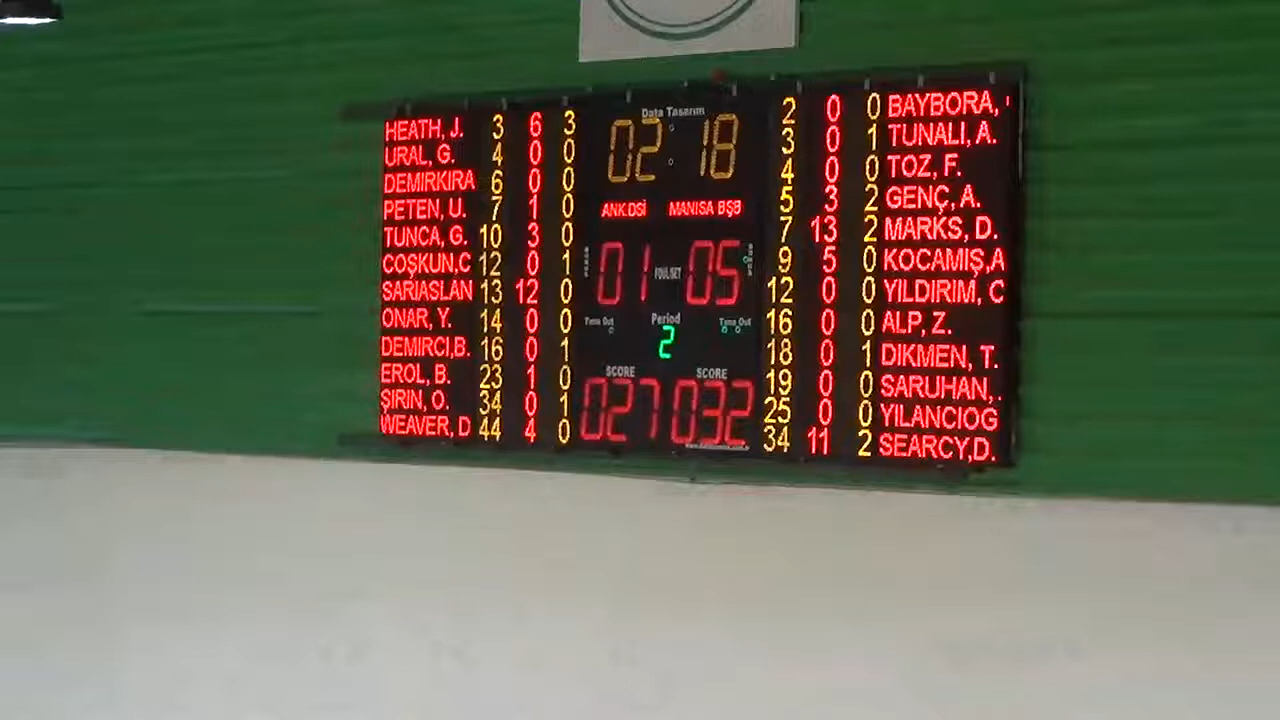 Data Tasarım
02 18
ANK.DSİ MANISA BŞB
01 FOUL/SET 05
Time Out Period Time Out
2
SCORE SCORE
027 032
HEATH, J. 3 6 3
URAL, G. 4 0 0
DEMIRKIRA 6 0 0
PETEN, U. 7 1 0
TUNCA, G. 10 3 0
COŞKUN,C 12 0 1
SARIASLAN 13 12 0
ONAR, Y. 14 0 0
DEMIRCI,B. 16 0 1
EROL, B. 23 1 0
ŞIRIN, O. 34 0 1
WEAVER, D 44 4 0
2 0 0 BAYBORA,
3 0 1 TUNALI, A.
4 0 0 TOZ, F.
5 3 2 GENÇ, A.
7 13 2 MARKS, D.
9 5 0 KOCAMIŞ,A
12 0 0 YILDIRIM, C
16 0 0 ALP, Z.
18 0 1 DIKMEN, T.
19 0 0 SARUHAN, .
25 0 0 YILANCIOG
34 11 2 SEARCY,D.